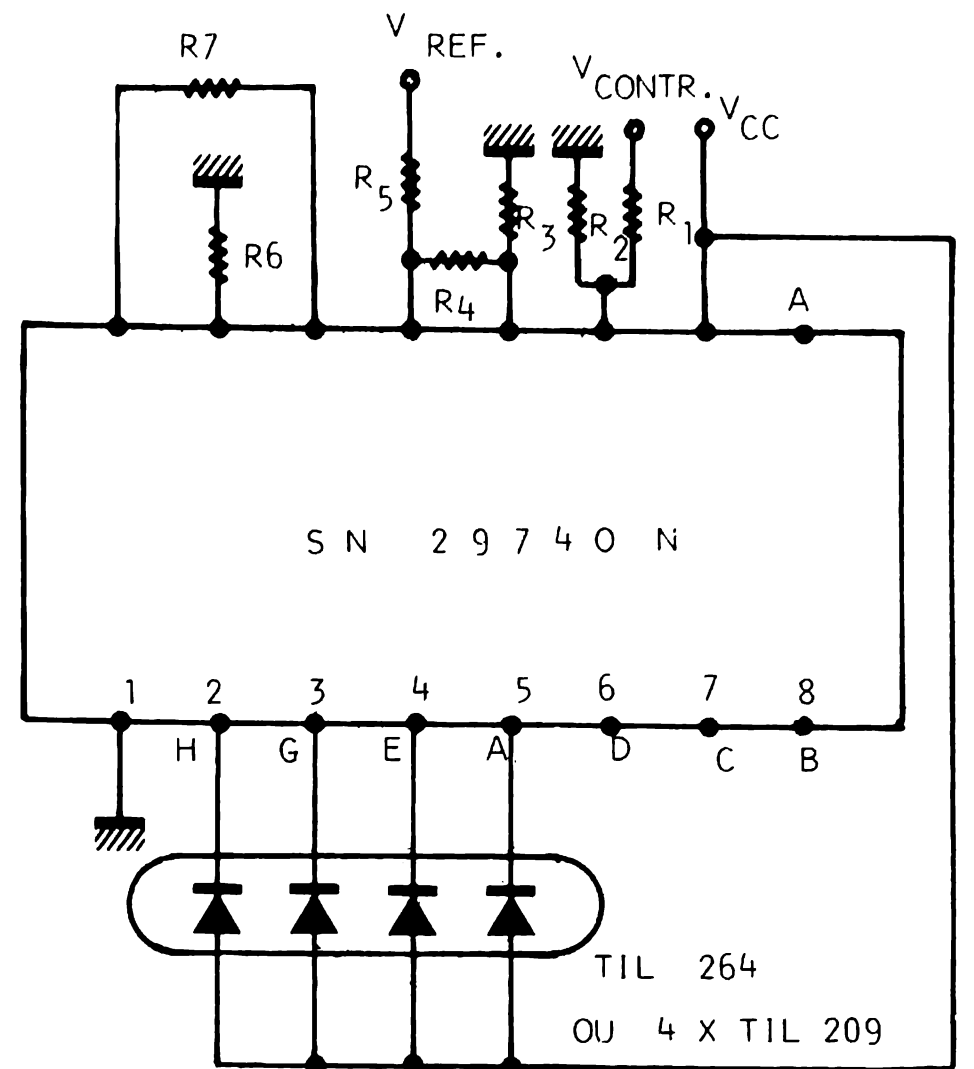 R7
V REF.
V CONTR.
VCC
R5
R3
R2
R1
R6
R4
A
SN 29740 N
1 2 3 4 5 6 7 8
H G E A D C B
TIL 264
OU 4 X TIL 209